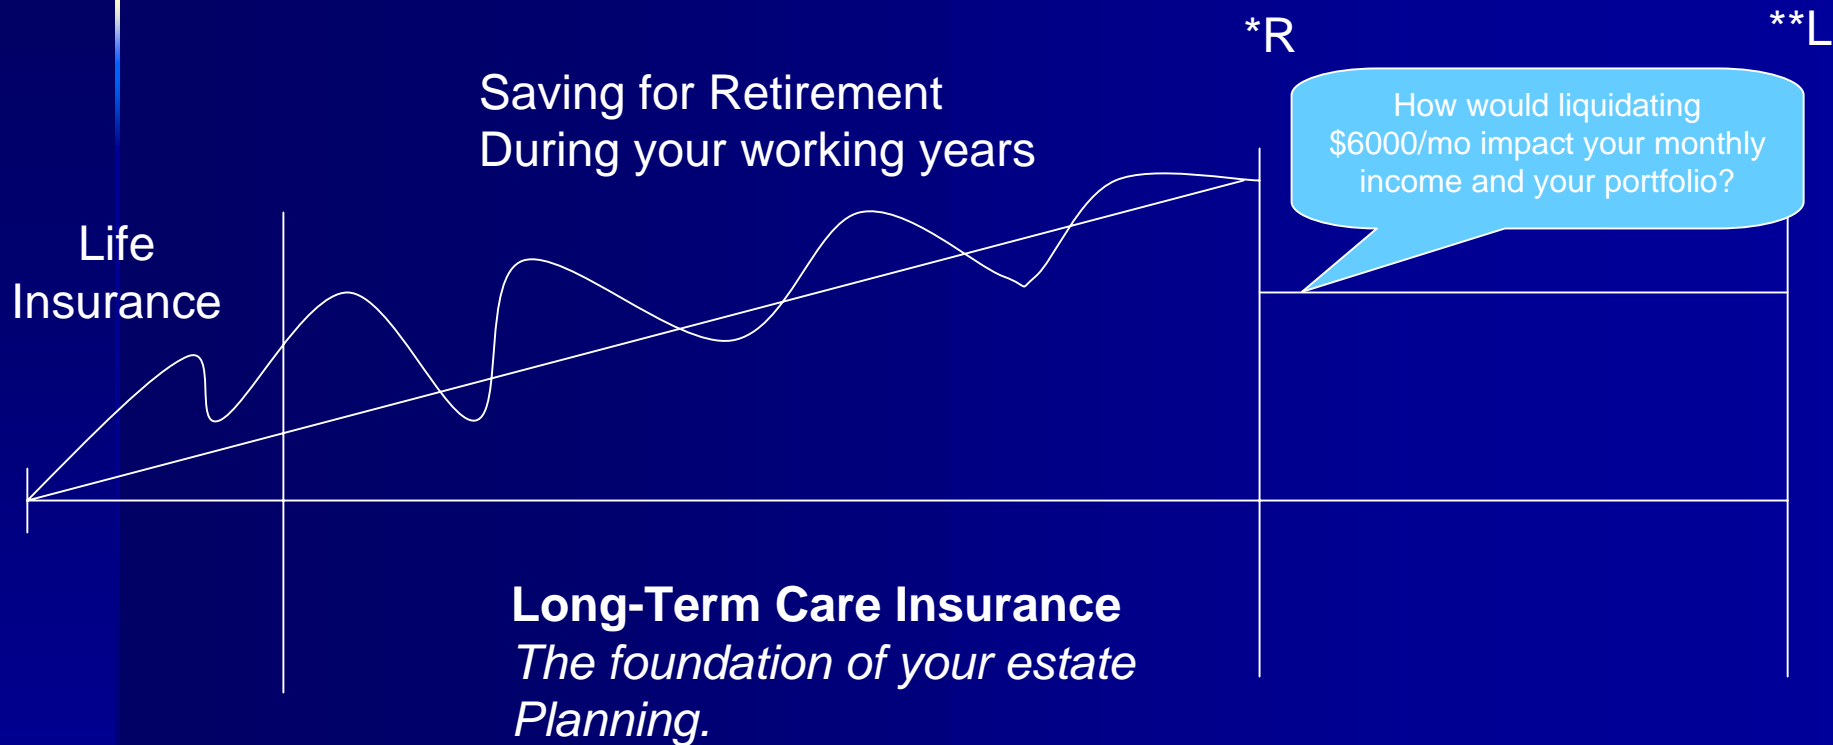 *R
**L
Saving for Retirement
During your working years
How would liquidating
$6000/mo impact your monthly
income and your portfolio?
Life
Insurance
Long-Term Care Insurance
The foundation of your estate
Planning.